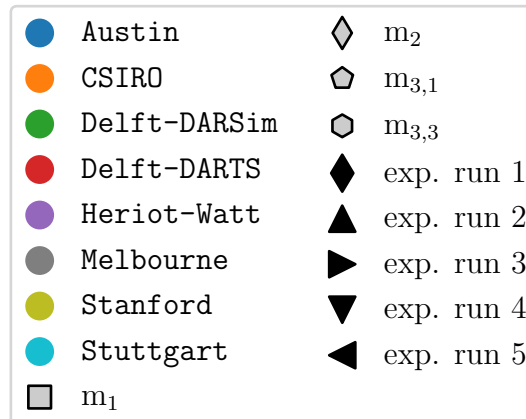 Austin
CSIRO
Delft-DARSim
Delft-DARTS
Heriot-Watt
Melbourne
Stanford
Stuttgart
m₁
m₂
m₃,₁
m₃,₃
exp. run 1
exp. run 2
exp. run 3
exp. run 4
exp. run 5